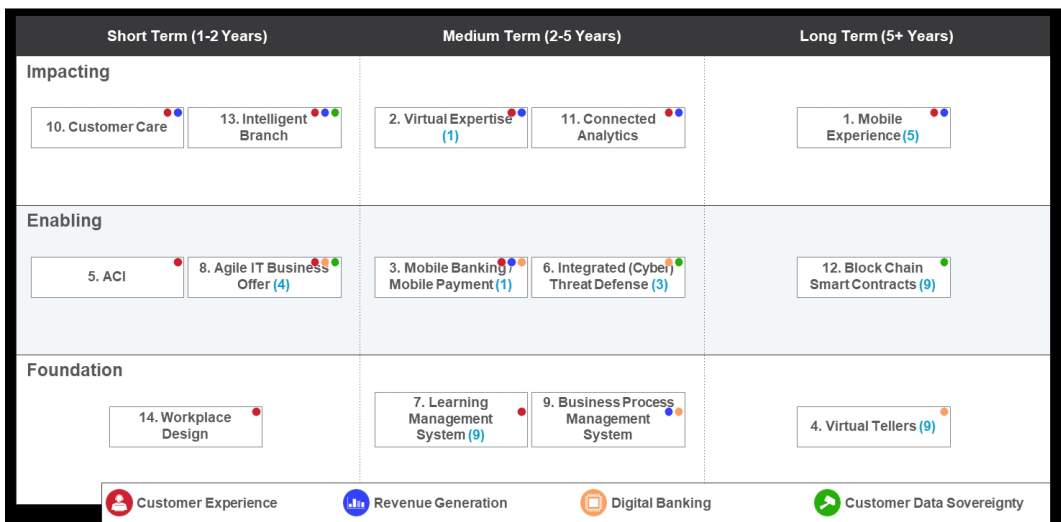 Short Term (1-2 Years)
Medium Term (2-5 Years)
Long Term (5+ Years)
Impacting
10. Customer Care
13. Intelligent
Branch
2. Virtual Expertise
(1)
11. Connected
Analytics
1. Mobile
Experience (5)
Enabling
5. ACI
8. Agile IT Business
Offer (4)
3. Mobile Banking /
Mobile Payment (1)
6. Integrated (Cyber)
Threat Defense (3)
12. Block Chain
Smart Contracts (9)
Foundation
14. Workplace
Design
7. Learning
Management
System (9)
9. Business Process
Management
System
4. Virtual Tellers (9)
Customer Experience
Revenue Generation
Digital Banking
Customer Data Sovereignty